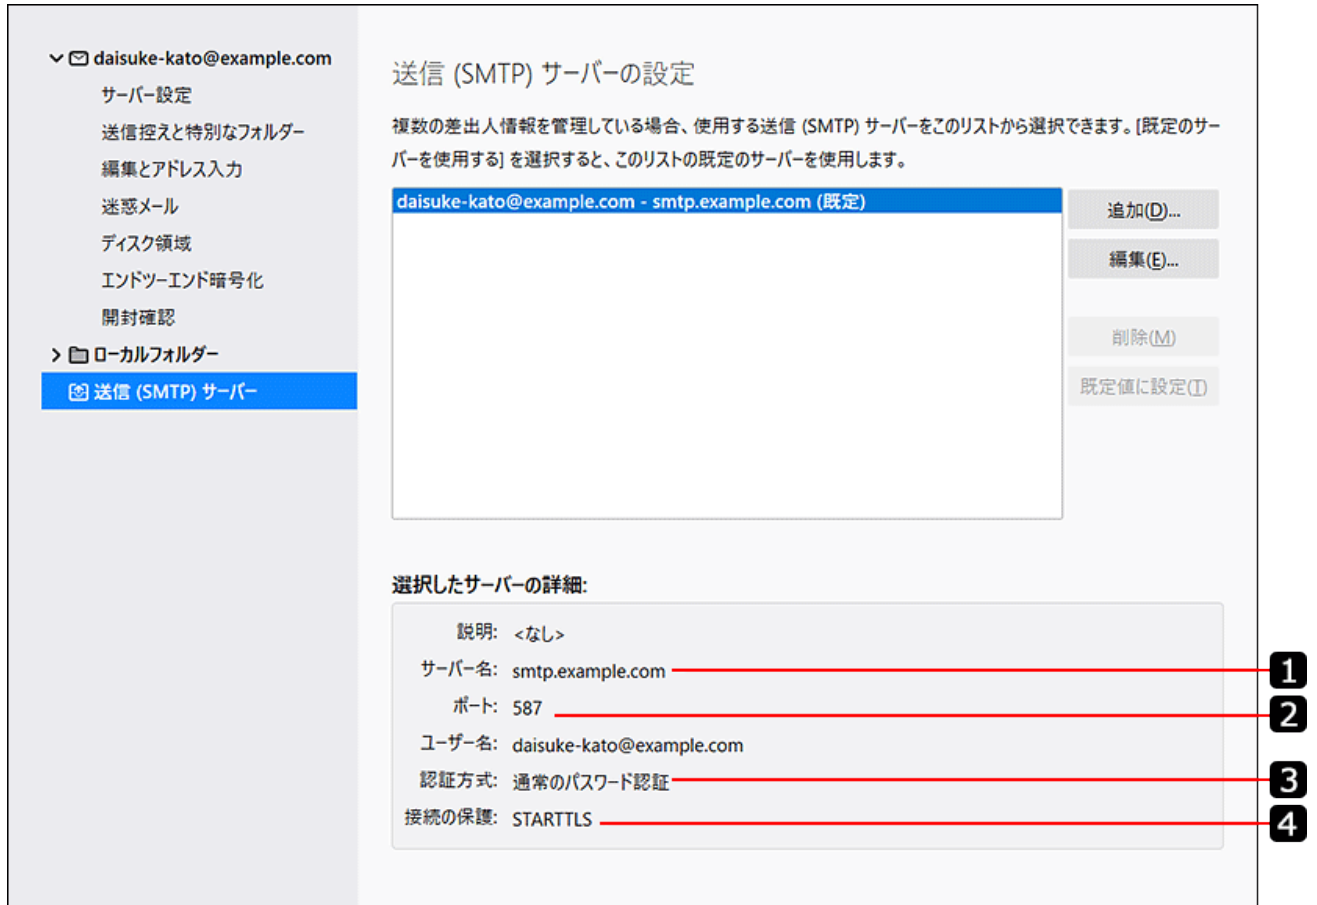 daisuke-kato@example.com
サーバー設定
送信控えと特別なフォルダー
編集とアドレス入力
迷惑メール
ディスク領域
エンドツーエンド暗号化
開封確認
ローカルフォルダー
送信 (SMTP) サーバー
送信 (SMTP) サーバーの設定
複数の差出人情報を管理している場合、使用する送信 (SMTP) サーバーをこのリストから選択できます。[既定のサー
バーを使用する] を選択すると、このリストの既定のサーバーを使用します。
daisuke-kato@example.com - smtp.example.com (既定)
追加(D)...
編集(E)...
削除(M)
既定値に設定(T)
選択したサーバーの詳細:
説明: <なし>
サーバー名: smtp.example.com 1
ポート: 587 2
ユーザー名: daisuke-kato@example.com
認証方式: 通常のパスワード認証 3
接続の保護: STARTTLS 4